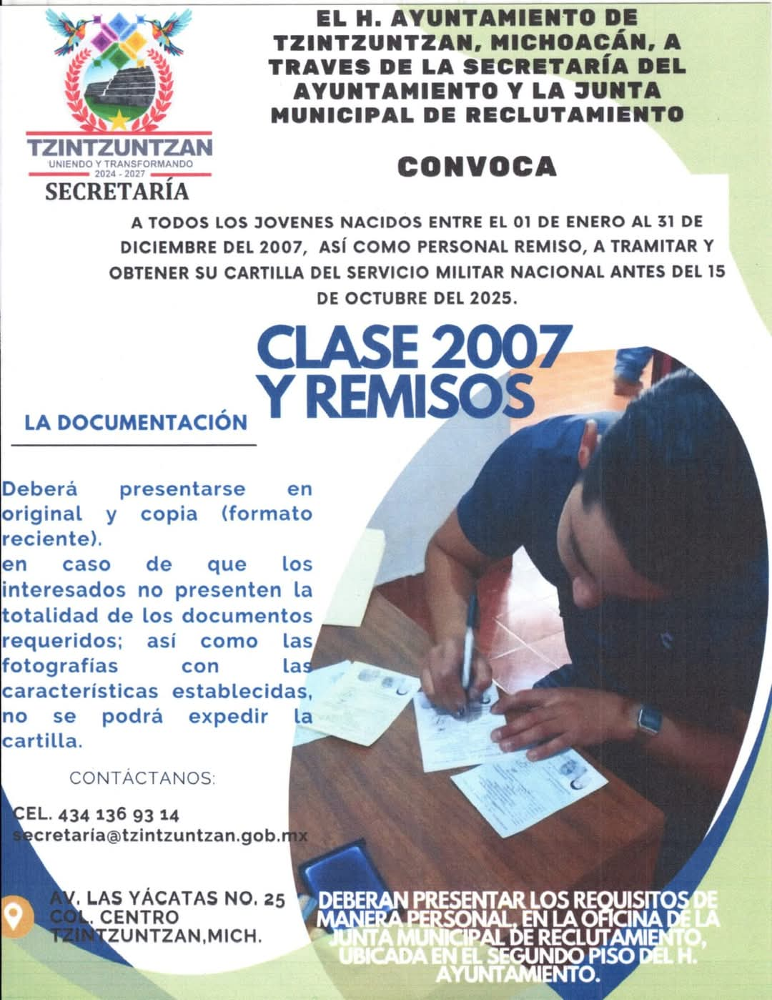 EL H. AYUNTAMIENTO DE
TZINTZUNTZAN, MICHOACÁN, A
TRAVES DE LA SECRETARÍA DEL
AYUNTAMIENTO Y LA JUNTA
MUNICIPAL DE RECLUTAMIENTO
TZINTZUNTZAN
UNIENDO Y TRANSFORMANDO
2024 - 2027
SECRETARÍA
CONVOCA
A TODOS LOS JOVENES NACIDOS ENTRE EL 01 DE ENERO AL 31 DE
DICIEMBRE DEL 2007, ASÍ COMO PERSONAL REMISO, A TRAMITAR Y
OBTENER SU CARTILLA DEL SERVICIO MILITAR NACIONAL ANTES DEL 15
DE OCTUBRE DEL 2025.
CLASE 2007
Y REMISOS
LA DOCUMENTACIÓN
Deberá presentarse en
original y copia (formato
reciente).
en caso de que los
interesados no presenten la
totalidad de los documentos
requeridos; así como las
fotografías con las
características establecidas,
no se podrá expedir la
cartilla.
CONTÁCTANOS:
CEL. 434 136 93 14
secretaría@tzintzuntzan.gob.mx
AV. LAS YÁCATAS NO. 25
COL. CENTRO
TZINTZUNTZAN,MICH.
DEBERAN PRESENTAR LOS REQUISITOS DE
MANERA PERSONAL, EN LA OFICINA DE LA
JUNTA MUNICIPAL DE RECLUTAMIENTO,
UBICADA EN EL SEGUNDO PISO DEL H.
AYUNTAMIENTO.